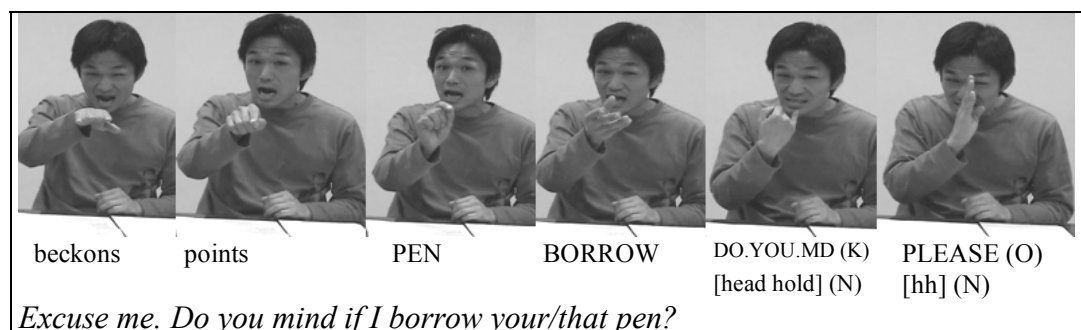 beckons points PEN BORROW DO.YOU.MD (K) PLEASE (O)
[head hold] (N) [hh] (N)
Excuse me. Do you mind if I borrow your/that pen?